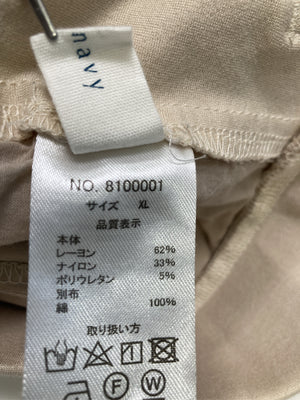 navy
NO. 8100001
サイズ XL
品質表示
本体
レーヨン 62%
ナイロン 33%
ポリウレタン 5%
別布
綿 100%
取り扱い方
F W